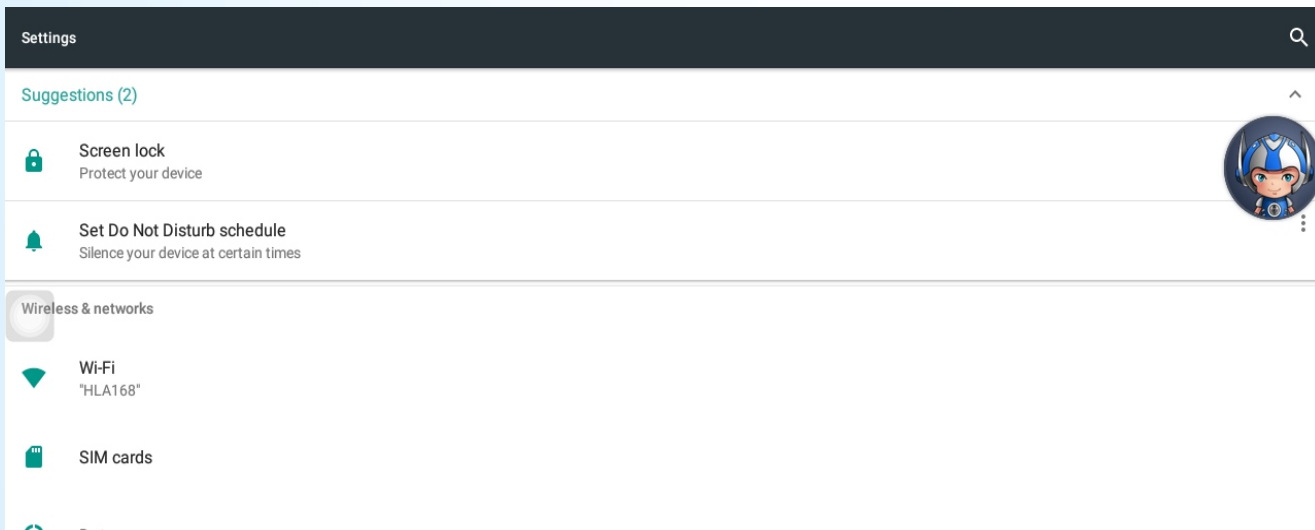 Settings
Suggestions (2)
Screen lock
Protect your device
Set Do Not Disturb schedule
Silence your device at certain times
Wireless & networks
Wi-Fi
"HLA168"
SIM cards